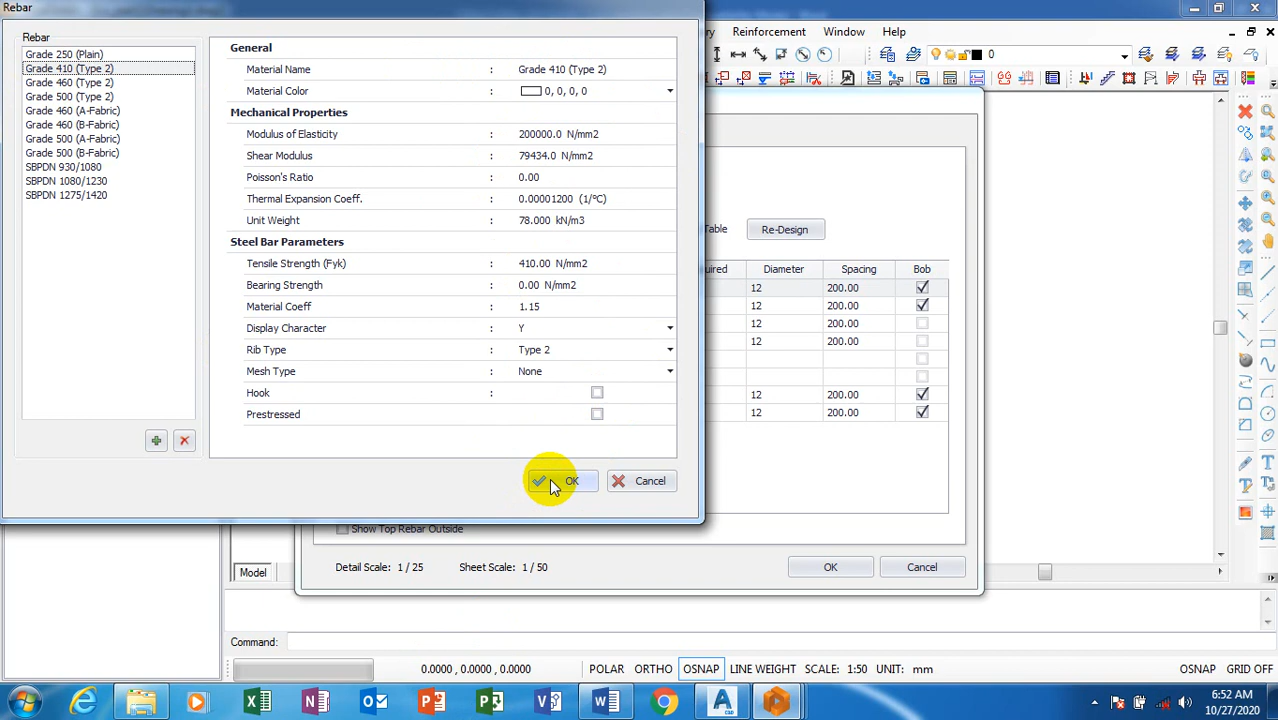 Rebar
ry Reinforcement Window Help
0
Rebar
Grade 250 (Plain)
Grade 410 (Type 2)
Grade 460 (Type 2)
Grade 500 (Type 2)
Grade 460 (A-Fabric)
Grade 460 (B-Fabric)
Grade 500 (A-Fabric)
Grade 500 (B-Fabric)
SBPDN 930/1080
SBPDN 1080/1230
SBPDN 1275/1420
General
Material Name : Grade 410 (Type 2)
Material Color : 0, 0, 0, 0
Mechanical Properties
Modulus of Elasticity : 200000.0 N/mm2
Shear Modulus : 79434.0 N/mm2
Poisson's Ratio : 0.00
Thermal Expansion Coeff. : 0.00001200 (1/°C)
Unit Weight : 78.000 kN/m3
Steel Bar Parameters
Tensile Strength (Fyk) : 410.00 N/mm2
Bearing Strength : 0.00 N/mm2
Material Coeff : 1.15
Display Character : Y
Rib Type : Type 2
Mesh Type : None
Hook :
Prestressed
OK Cancel
Table Re-Design
uired Diameter Spacing Bob
12 200.00
12 200.00
12 200.00
12 200.00
12 200.00
12 200.00
Show Top Rebar Outside
Detail Scale: 1 / 25 Sheet Scale: 1 / 50 OK Cancel
Model
Command:
0.0000 , 0.0000 , 0.0000 POLAR ORTHO OSNAP LINE WEIGHT SCALE: 1:50 UNIT: mm OSNAP GRID OFF
6:52 AM
10/27/2020